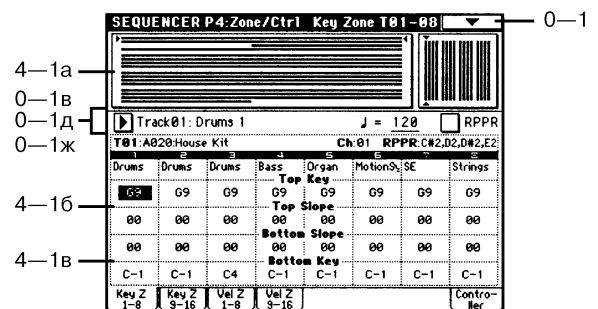 SEQUENCER P4:Zone/Ctrl Key Zone T01-08
0—1
4—1а
0—1в
0—1д
Track01: Drums 1 ♩ = 120 RPPR
0—1ж
T01:A020:House Kit Ch:01 RPPR:C#2,D2,D#2,E2
1 2 3 4 5 6 7 8
Drums Drums Drums Bass Organ MotionSy SE Strings
Top Key
G9 G9 G9 G9 G9 G9 G9 G9
4—1б
Top Slope
00 00 00 00 00 00 00 00
Bottom Slope
00 00 00 00 00 00 00 00
4—1в
Bottom Key
C-1 C-1 C4 C-1 C-1 C-1 C-1 C-1
Key Z 1-8 Key Z 9-16 Vel Z 1-8 Vel Z 9-16 Contro-ller